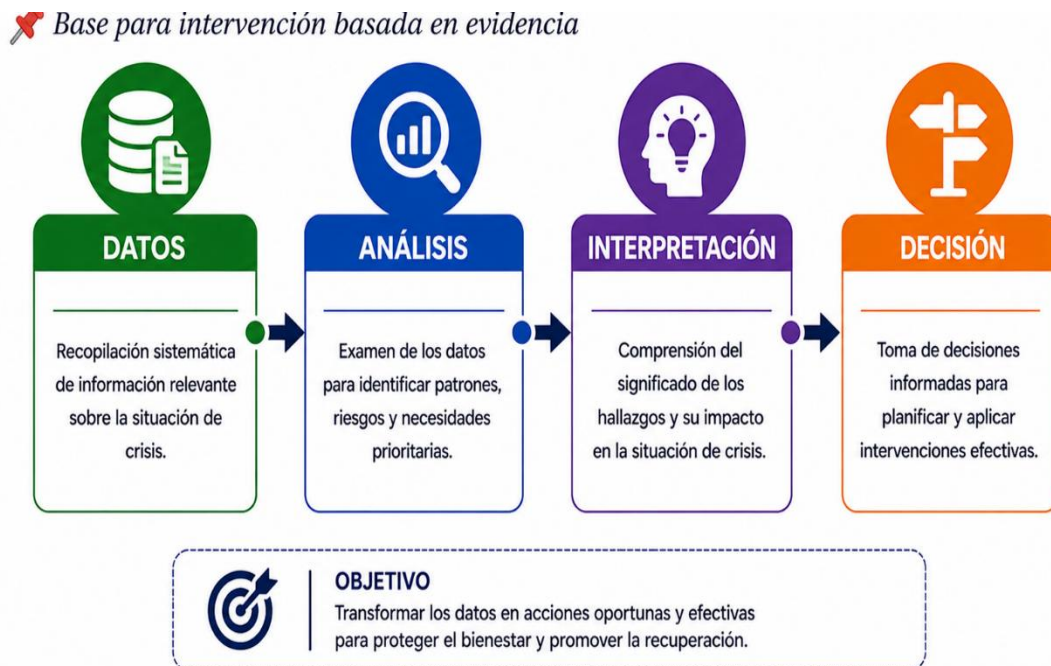 Base para intervención basada en evidencia
DATOS
Recopilación sistemática
de información relevante
sobre la situación de
crisis.
ANÁLISIS
Examen de los datos
para identificar patrones,
riesgos y necesidades
prioritarias.
INTERPRETACIÓN
Comprensión del
significado de los
hallazgos y su impacto
en la situación de crisis.
DECISIÓN
Toma de decisiones
informadas para
planificar y aplicar
intervenciones efectivas.
OBJETIVO
Transformar los datos en acciones oportunas y efectivas
para proteger el bienestar y promover la recuperación.